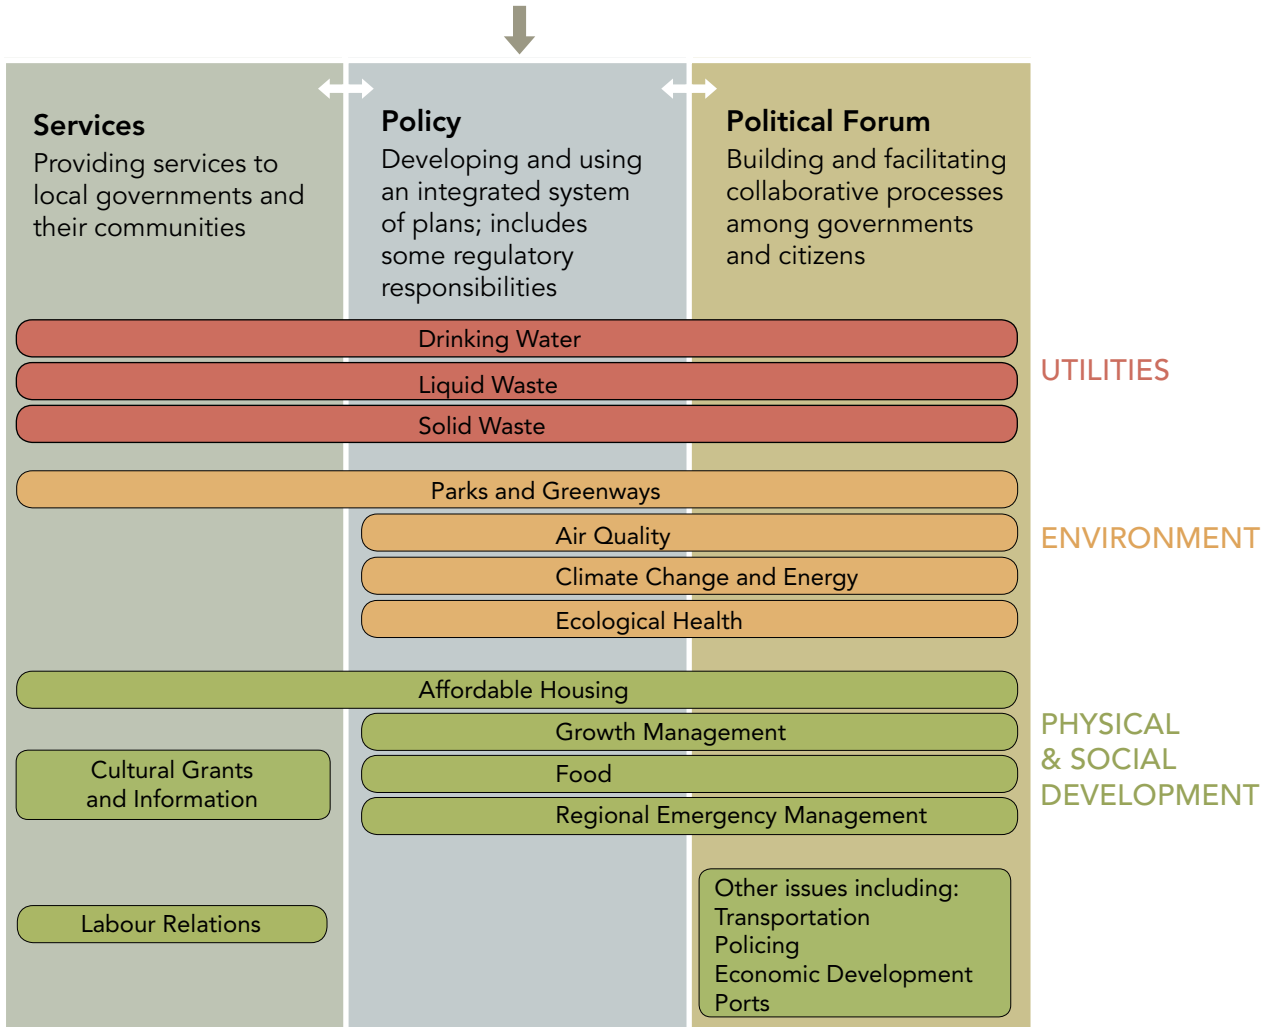 Services
Providing services to
local governments and
their communities
Policy
Developing and using
an integrated system
of plans; includes
some regulatory
responsibilities
Political Forum
Building and facilitating
collaborative processes
among governments
and citizens
Drinking Water
Liquid Waste
Solid Waste
UTILITIES
Parks and Greenways
Air Quality
Climate Change and Energy
Ecological Health
ENVIRONMENT
Affordable Housing
Growth Management
Food
Regional Emergency Management
Cultural Grants
and Information
PHYSICAL
& SOCIAL
DEVELOPMENT
Labour Relations
Other issues including:
Transportation
Policing
Economic Development
Ports